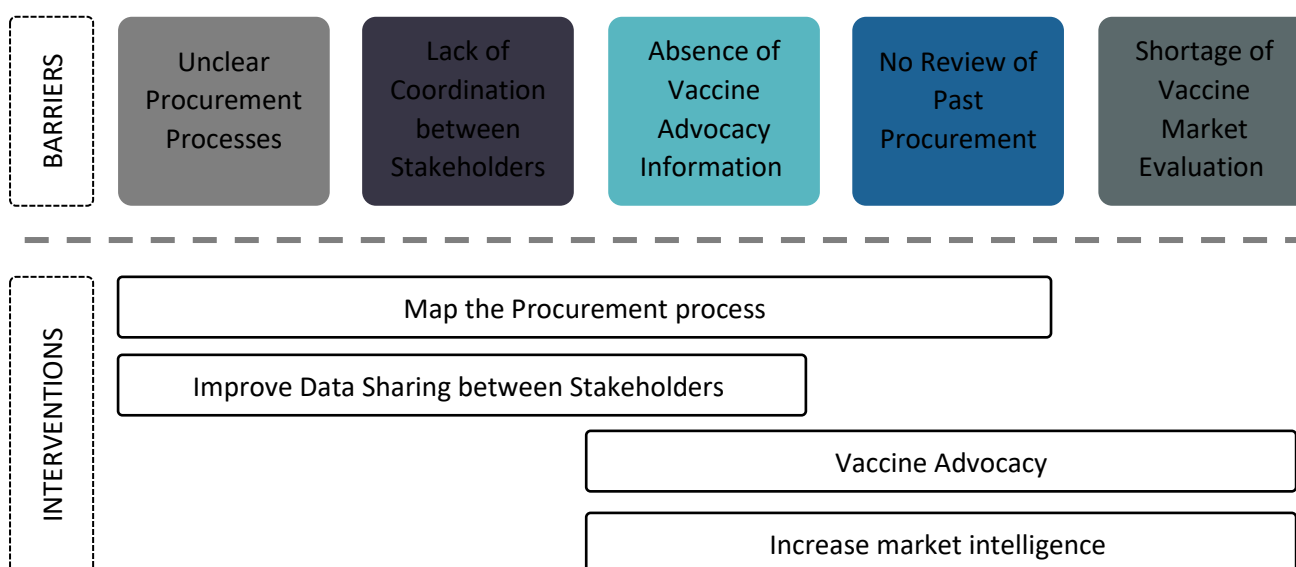 BARRIERS
Unclear
Procurement
Processes
Lack of
Coordination
between
Stakeholders
Absence of
Vaccine
Advocacy
Information
No Review of
Past
Procurement
Shortage of
Vaccine
Market
Evaluation
INTERVENTIONS
Map the Procurement process
Improve Data Sharing between Stakeholders
Vaccine Advocacy
Increase market intelligence